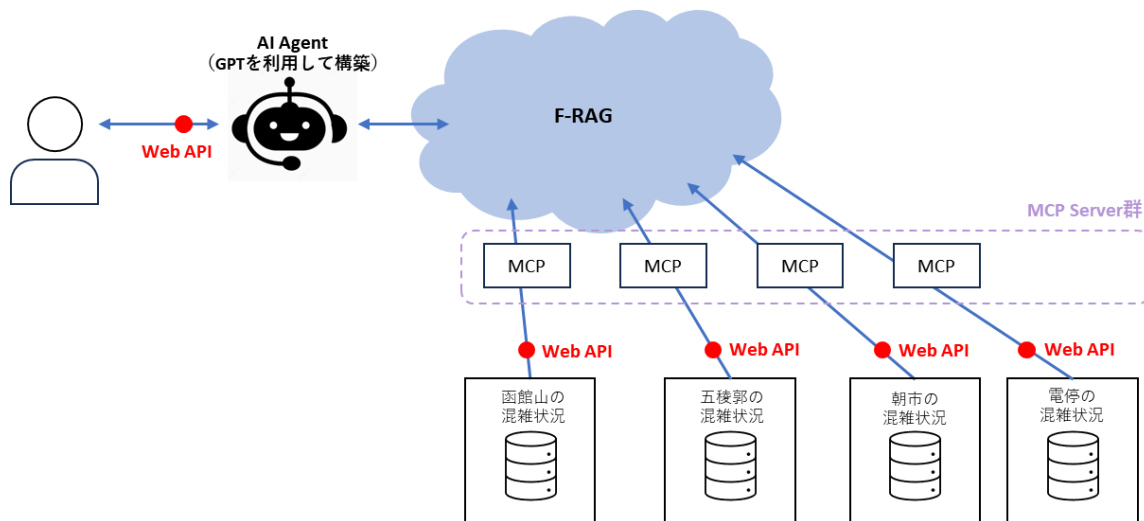 AI Agent
（GPTを利用して構築）
F-RAG
Web API
MCP Server群
MCP
MCP
MCP
MCP
Web API
Web API
Web API
Web API
函館山の
混雑状況
五稜郭の
混雑状況
朝市の
混雑状況
電停の
混雑状況